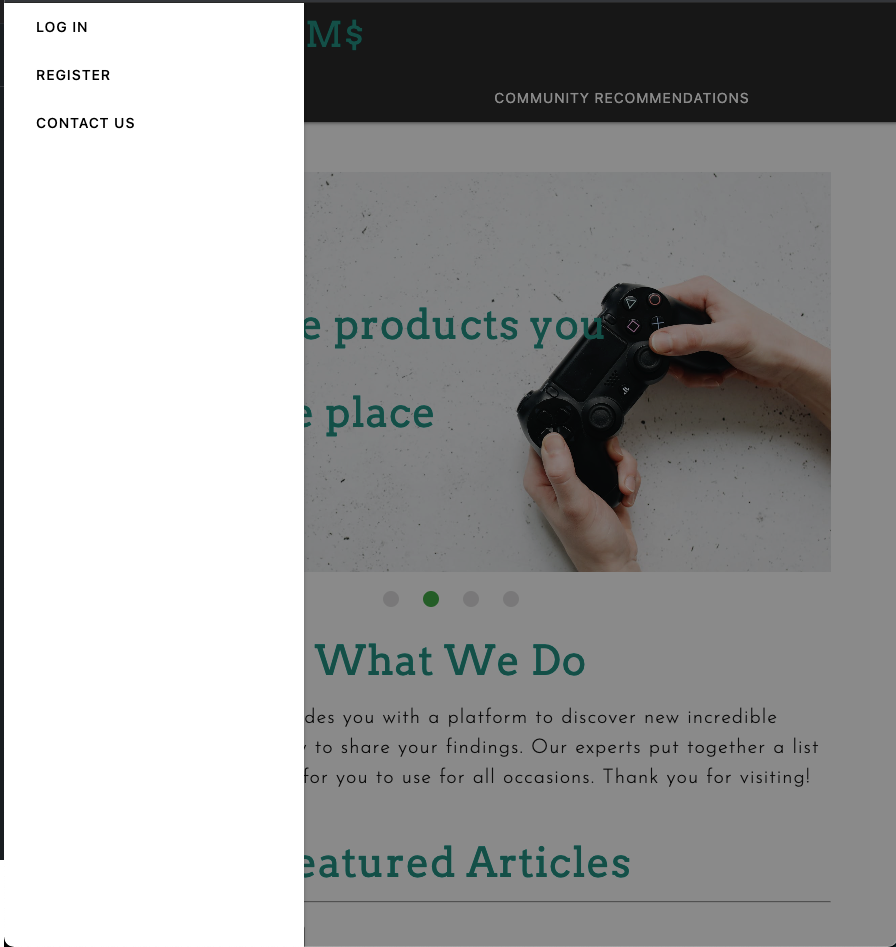 LOG IN
REGISTER
CONTACT US
M$
COMMUNITY RECOMMENDATIONS
e products you
e place
What We Do
des you with a platform to discover new incredible
y to share your findings. Our experts put together a list
for you to use for all occasions. Thank you for visiting!
eatured Articles